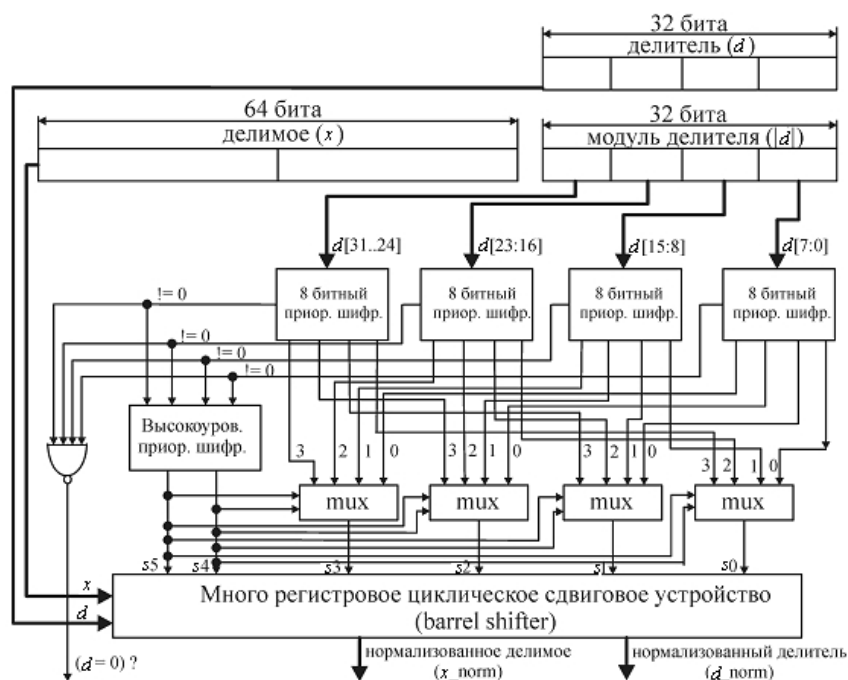 32 бита
делитель (d)
64 бита
делимое (x)
32 бита
модуль делителя (|d|)
d[31..24]
d[23:16]
d[15:8]
d[7:0]
8 битный
приор. шифр.
8 битный
приор. шифр.
8 битный
приор. шифр.
8 битный
приор. шифр.
!= 0
!= 0
!= 0
!= 0
Высокоуров.
приор. шифр.
3 2 1 0
3 2 1 0
3 2 1 0
3 2 1 0
mux
mux
mux
mux
s5 s4 s3 s2 s1 s0
x
d
Много регистровое циклическое сдвиговое устройство
(barrel shifter)
(d = 0) ?
нормализованное делимое
(x_norm)
нормализованный делитель
(d_norm)